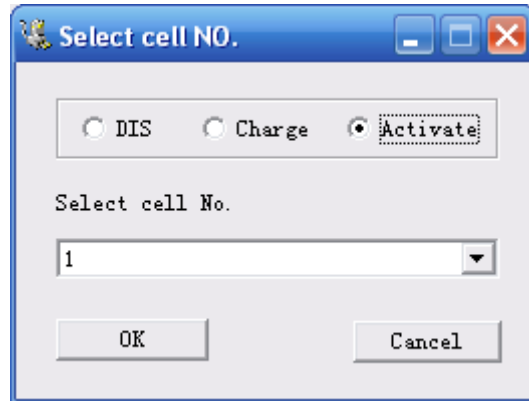 Select cell NO.
DIS Charge Activate
Select cell No.
1
OK Cancel